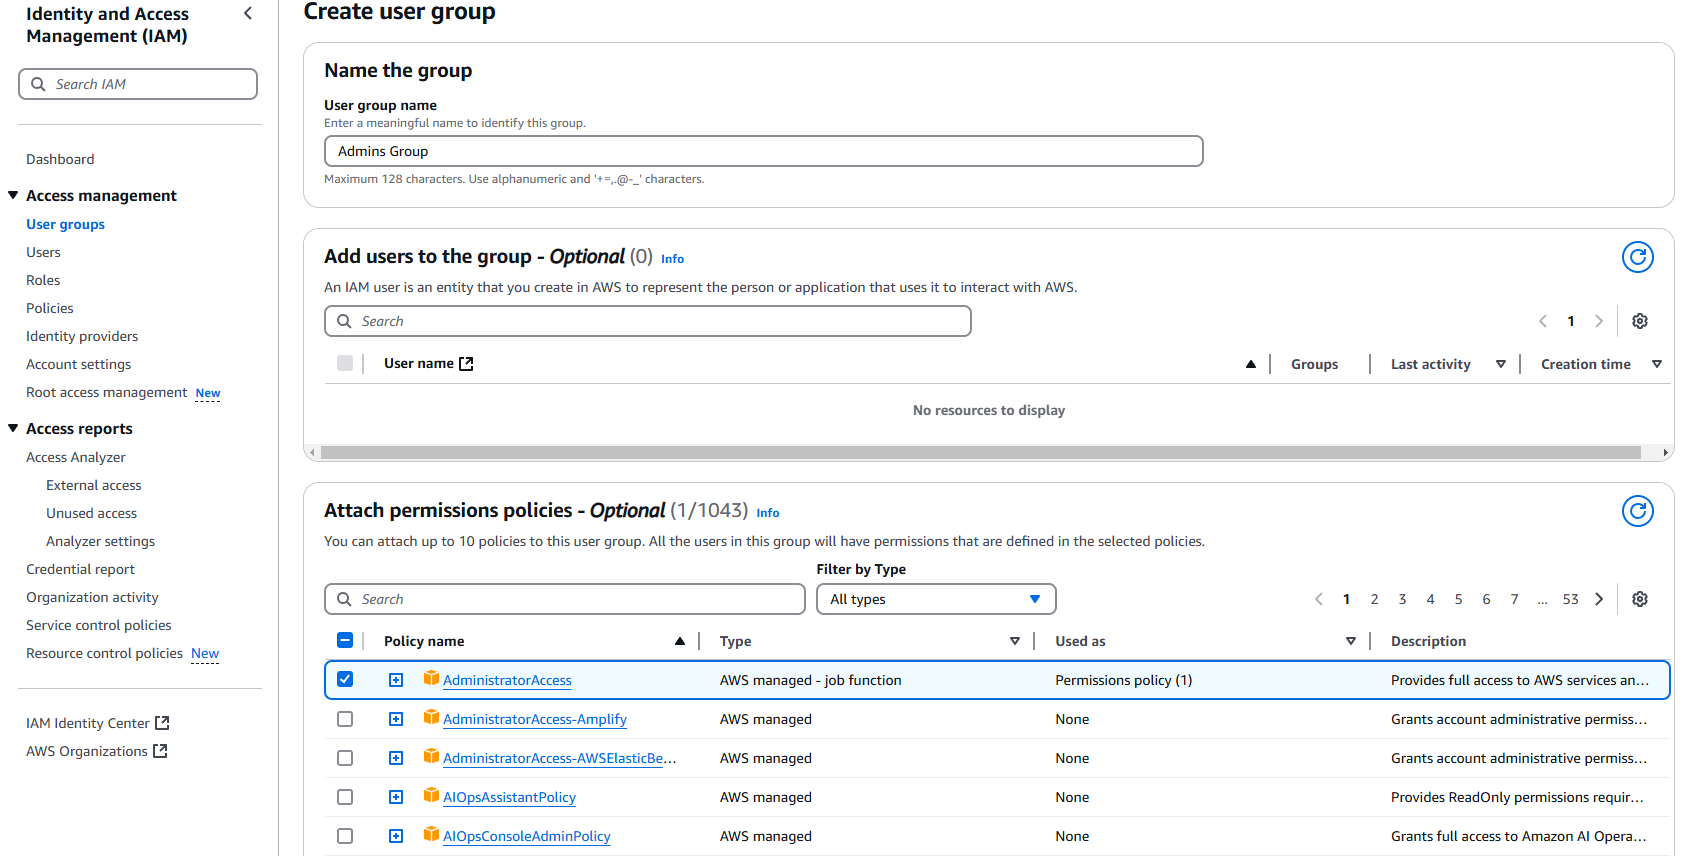 Identity and Access
Management (IAM)
Search IAM
Dashboard
Access management
User groups
Users
Roles
Policies
Identity providers
Account settings
Root access management New
Access reports
Access Analyzer
External access
Unused access
Analyzer settings
Credential report
Organization activity
Service control policies
Resource control policies New
IAM Identity Center
AWS Organizations
Create user group
Name the group
User group name
Enter a meaningful name to identify this group.
Admins Group
Maximum 128 characters. Use alphanumeric and '+=,.@-_' characters.
Add users to the group - Optional (0) Info
An IAM user is an entity that you create in AWS to represent the person or application that uses it to interact with AWS.
Search
1
User name Groups Last activity Creation time
No resources to display
Attach permissions policies - Optional (1/1043) Info
You can attach up to 10 policies to this user group. All the users in this group will have permissions that are defined in the selected policies.
Filter by Type
Search All types 1 2 3 4 5 6 7 ... 53
Policy name Type Used as Description
AdministratorAccess AWS managed - job function Permissions policy (1) Provides full access to AWS services an...
AdministratorAccess-Amplify AWS managed None Grants account administrative permiss...
AdministratorAccess-AWSElasticBe... AWS managed None Grants account administrative permiss...
AIOpsAssistantPolicy AWS managed None Provides ReadOnly permissions requir...
AIOpsConsoleAdminPolicy AWS managed None Grants full access to Amazon AI Opera...